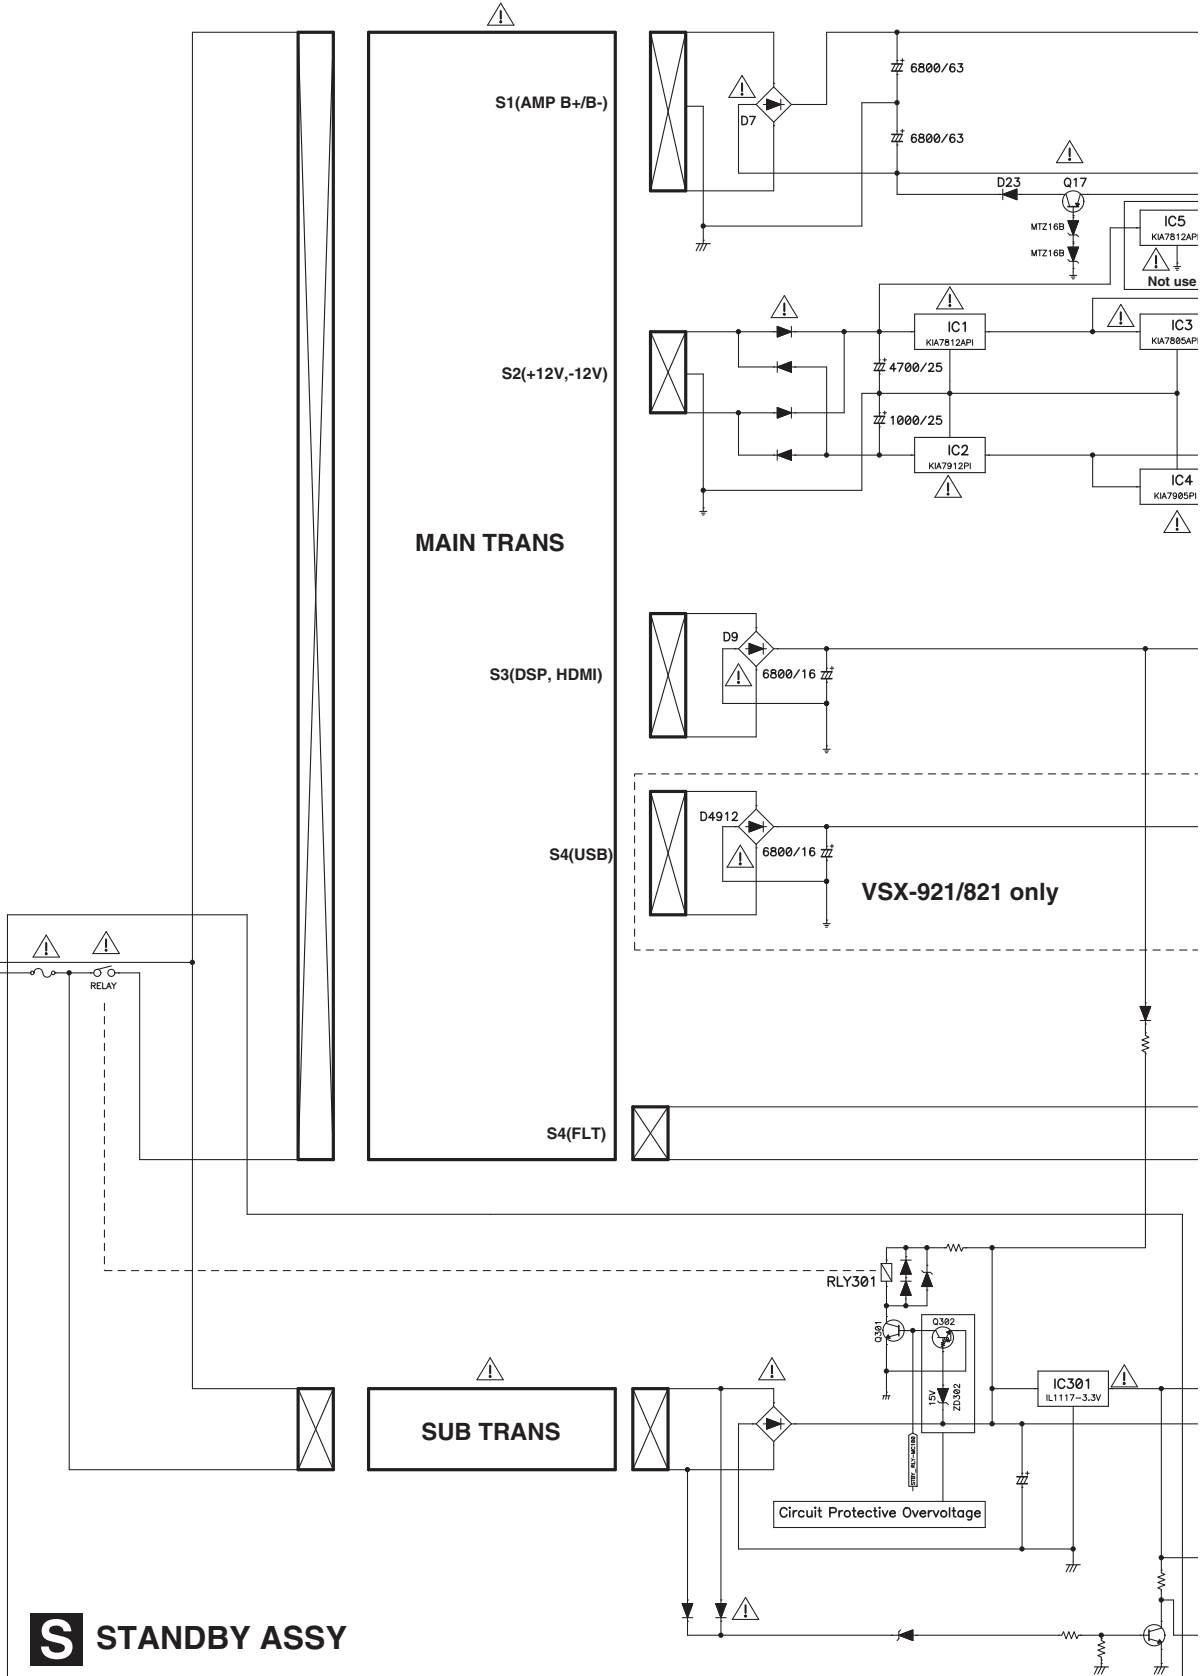 S1(AMP B+/B-)
6800/63
D7
6800/63
D23
Q17
MTZ16B
MTZ16B
IC5
KIA7812API
Not use
IC1
KIA7812API
IC3
KIA7805API
S2(+12V,-12V)
4700/25
1000/25
IC2
KIA7912PI
IC4
KIA7905PI
MAIN TRANS
D9
S3(DSP, HDMI)
6800/16
D4912
S4(USB)
6800/16
VSX-921/821 only
RELAY
S4(FLT)
RLY301
Q301
Q302
15V
ZD302
IC301
IL1117-3.3V
SUB TRANS
Circuit Protective Overvoltage
S STANDBY ASSY